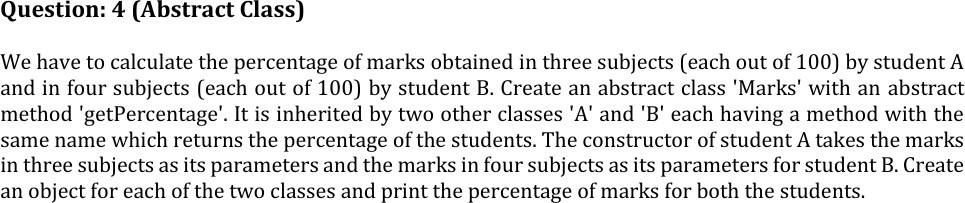 Question: 4 (Abstract Class)
We have to calculate the percentage of marks obtained in three subjects (each out of 100) by student A
and in four subjects (each out of 100) by student B. Create an abstract class 'Marks' with an abstract
method 'getPercentage'. It is inherited by two other classes 'A' and 'B' each having a method with the
same name which returns the percentage of the students. The constructor of student A takes the marks
in three subjects as its parameters and the marks in four subjects as its parameters for student B. Create
an object for each of the two classes and print the percentage of marks for both the students.